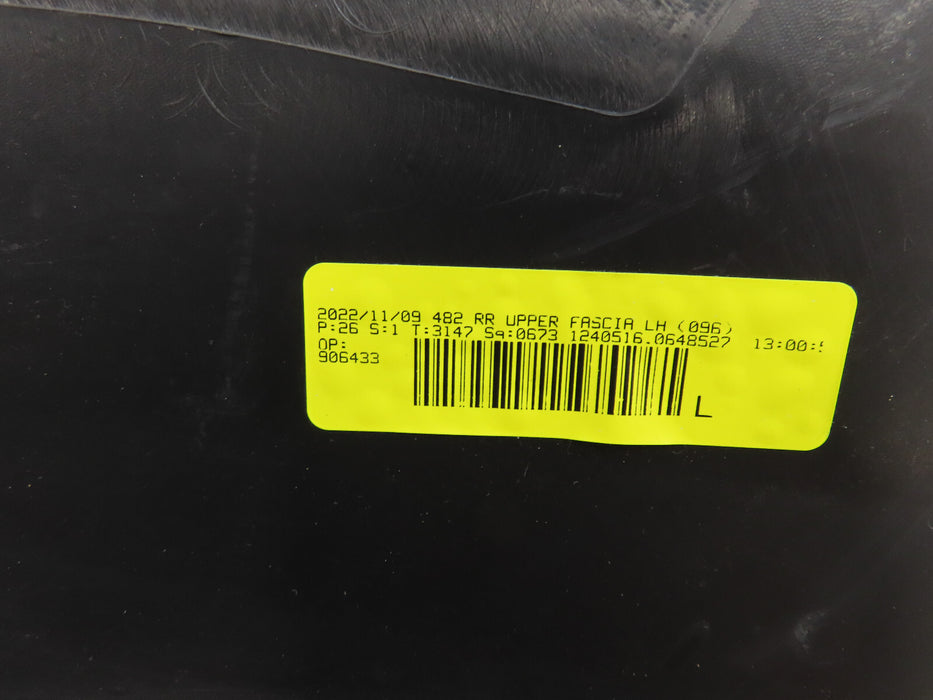 2022/11/09 482 RR UPPER FASCIA LH (096)
P:26 S:1 T:3147 Sq:0673 1240516.0648527 13:00:5
OP:
906433
L